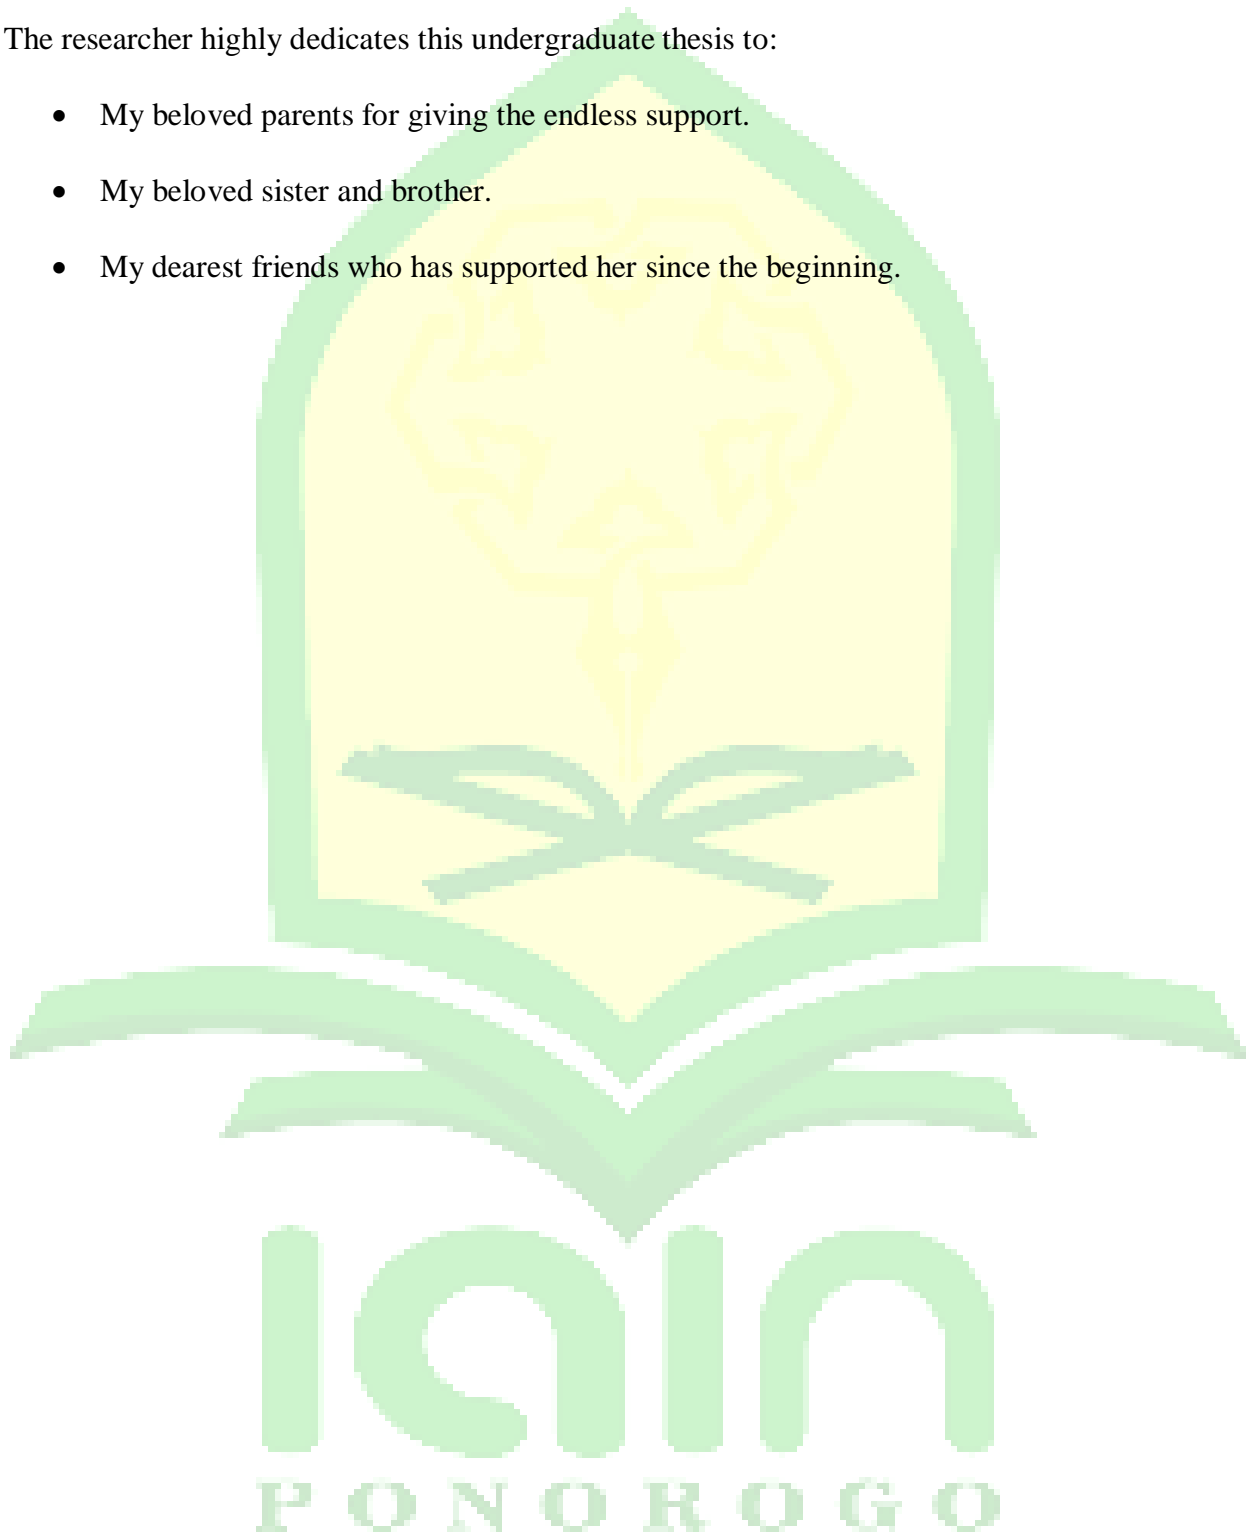 The researcher highly dedicates this undergraduate thesis to:
• My beloved parents for giving the endless support.
• My beloved sister and brother.
• My dearest friends who has supported her since the beginning.
iain
PONOROGO